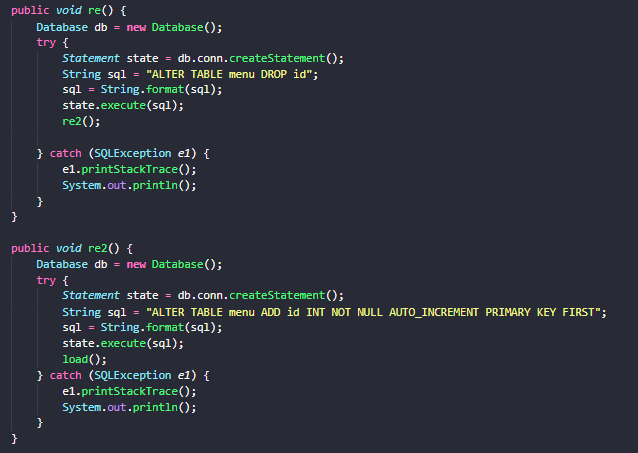 public void re() {
Database db = new Database();
try {
Statement state = db.conn.createStatement();
String sql = "ALTER TABLE menu DROP id";
sql = String.format(sql);
state.execute(sql);
re2();
} catch (SQLException e1) {
e1.printStackTrace();
System.out.println();
}
}
public void re2() {
Database db = new Database();
try {
Statement state = db.conn.createStatement();
String sql = "ALTER TABLE menu ADD id INT NOT NULL AUTO_INCREMENT PRIMARY KEY FIRST";
sql = String.format(sql);
state.execute(sql);
load();
} catch (SQLException e1) {
e1.printStackTrace();
System.out.println();
}
}